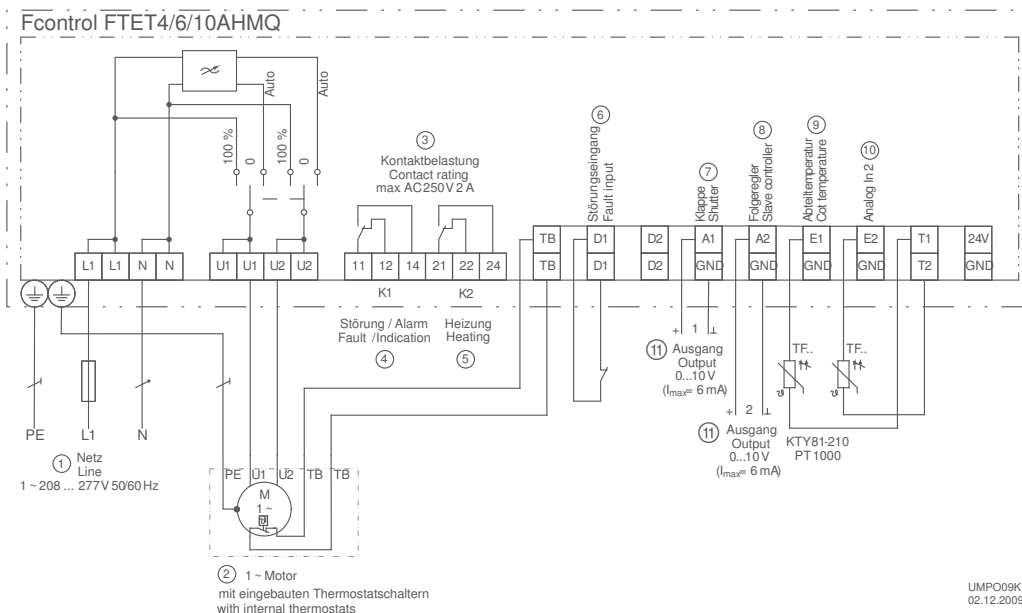 Fcontrol FTET4/6/10AHMQ
Auto
Auto
100 %
0
100 %
0
3
Kontaktbelastung
Contact rating
max AC250V 2 A
6
Störungseingang
Fault input
7
Klappe
Shutter
8
Folgeregler
Slave controller
9
Abteiltemperatur
Cot temperature
10
Analog In 2
L1 L1 N N
U1 U1 U2 U2
11 12 14 21 22 24
TB D1 D2 A1 A2 E1 E2 T1 24V
TB D1 D2 GND GND GND GND T2 GND
K1
K2
Störung / Alarm
Fault /Indication
4
Heizung
Heating
5
+ 1 ⊥
11 Ausgang
Output
0...10 V
(Imax= 6 mA)
+ 2 ⊥
11 Ausgang
Output
0...10 V
(Imax= 6 mA)
TF..
ϑ
TF..
ϑ
KTY81-210
PT1000
PE L1 N
1 Netz
Line
1 ~ 208 ... 277V 50/60 Hz
PE U1 U2 TB TB
M
1 ~
ϑ
2 1 ~ Motor
mit eingebauten Thermostatschaltern
with internal thermostats
UMPO09K
02.12.2009